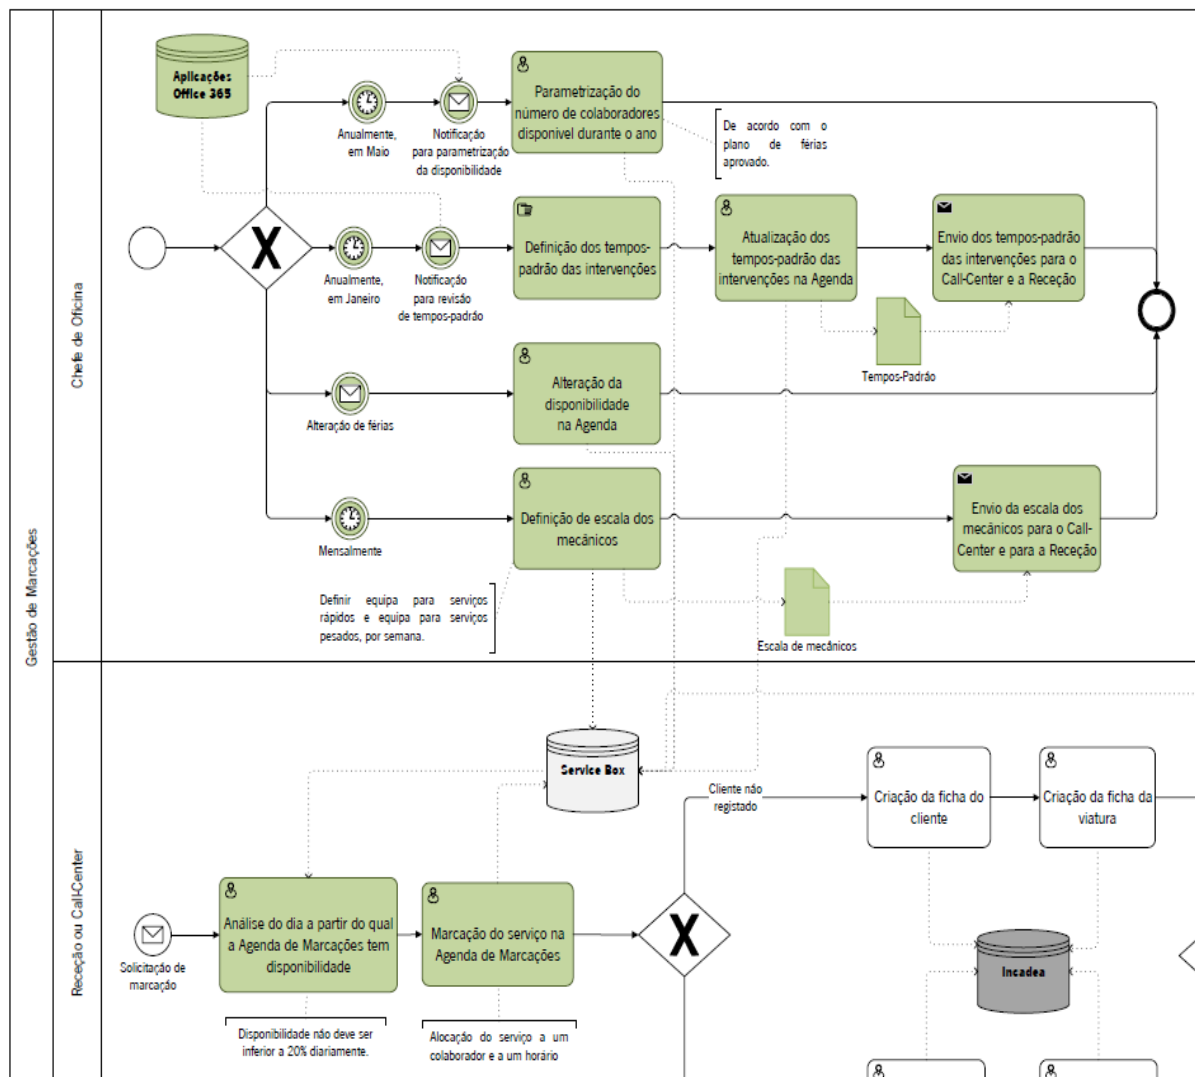 Gestão de Marcações
Chefe de Oficina
Aplicações
Office 365
Anualmente,
em Maio
Notificação
para parametrização
da disponibilidade
Parametrização do
número de colaboradores
disponivel durante o ano
De acordo com o
plano de férias
aprovado.
X
Anualmente,
em Janeiro
Notificação
para revisão
de tempos-padrão
Definição dos tempos-
padrão das intervenções
Atualização dos
tempos-padrão das
intervenções na Agenda
Envio dos tempos-padrão
das intervenções para o
Call-Center e a Receção
Tempos-Padrão
Alteração de férias
Alteração da
disponibilidade
na Agenda
Mensalmente
Definição de escala dos
mecânicos
Envio da escala dos
mecânicos para o Call-
Center e para a Receção
Definir equipa para serviços
rápidos e equipa para serviços
pesados, por semana.
Escala de mecânicos
Receção ou Call-Center
Service Box
Cliente não
registado
Criação da ficha do
cliente
Criação da ficha da
viatura
Solicitação de
marcação
Análise do dia a partir do qual
a Agenda de Marcações tem
disponibilidade
Marcação do serviço na
Agenda de Marcações
X
Incadea
Disponibilidade não deve ser
inferior a 20% diariamente.
Alocação do serviço a um
colaborador e a um horário